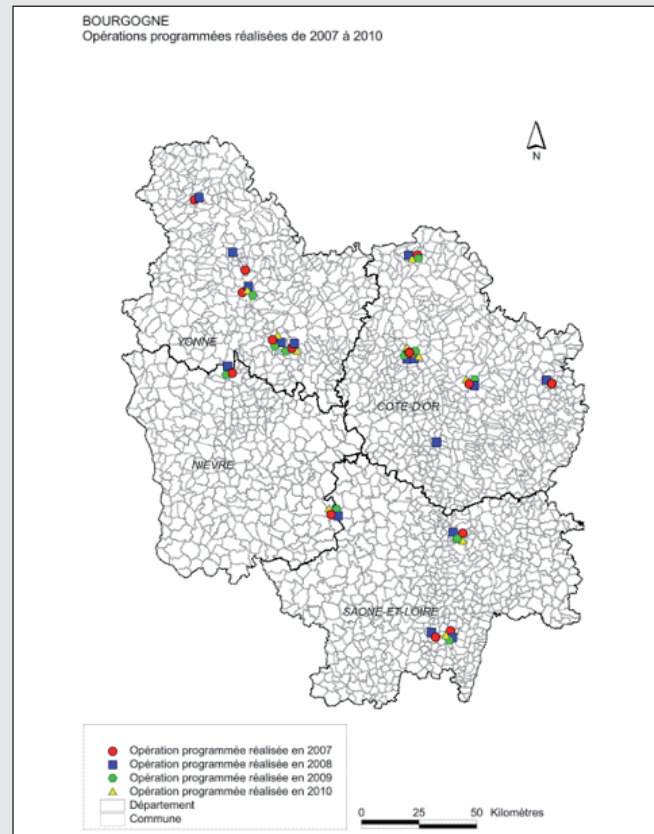 BOURGOGNE
Opérations programmées réalisées de 2007 à 2010
N
YONNE
COTE-D'OR
NIEVRE
SAONE-ET-LOIRE
Opération programmée réalisée en 2007
Opération programmée réalisée en 2008
Opération programmée réalisée en 2009
Opération programmée réalisée en 2010
Département
Commune
0 25 50 Kilomètres